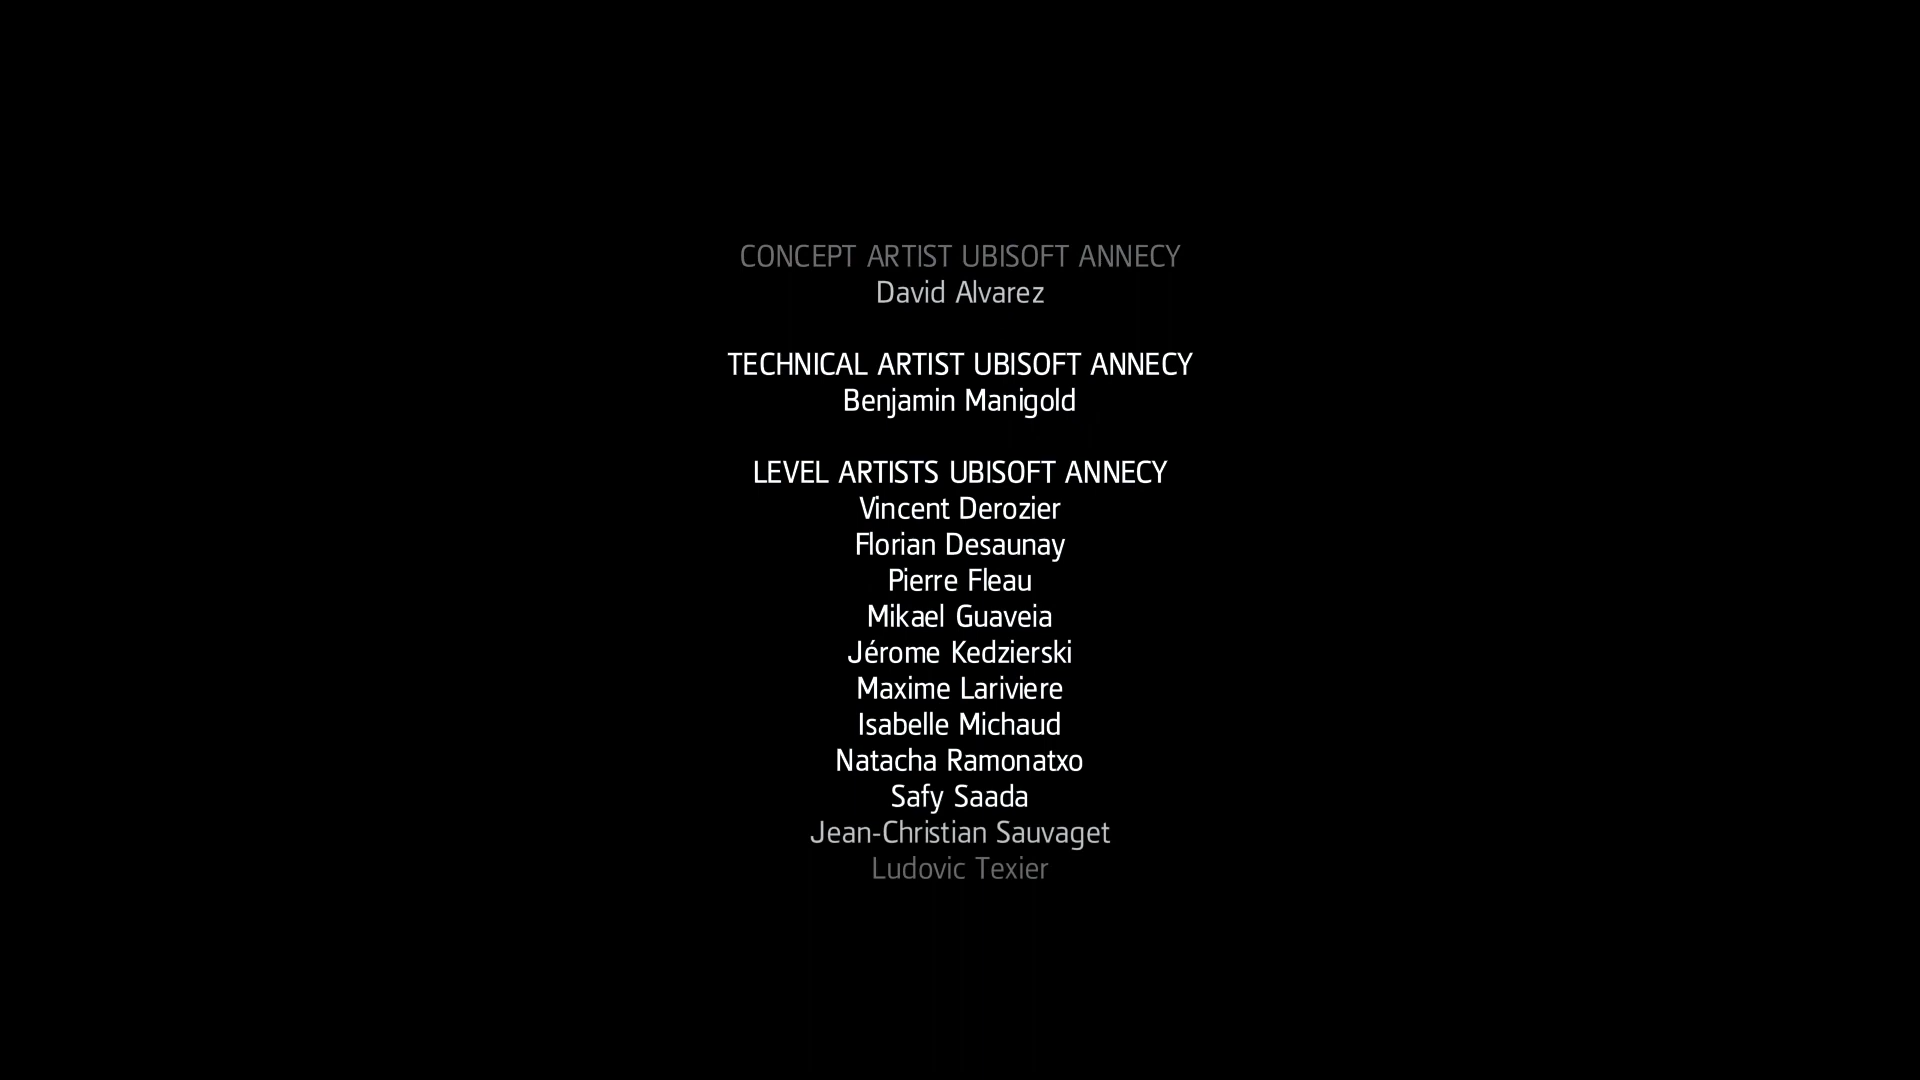 CONCEPT ARTIST UBISOFT ANNECY
David Alvarez
TECHNICAL ARTIST UBISOFT ANNECY
Benjamin Manigold
LEVEL ARTISTS UBISOFT ANNECY
Vincent Derozier
Florian Desaunay
Pierre Fleau
Mikael Guaveia
Jérome Kedzierski
Maxime Lariviere
Isabelle Michaud
Natacha Ramonatxo
Safy Saada
Jean-Christian Sauvaget
Ludovic Texier